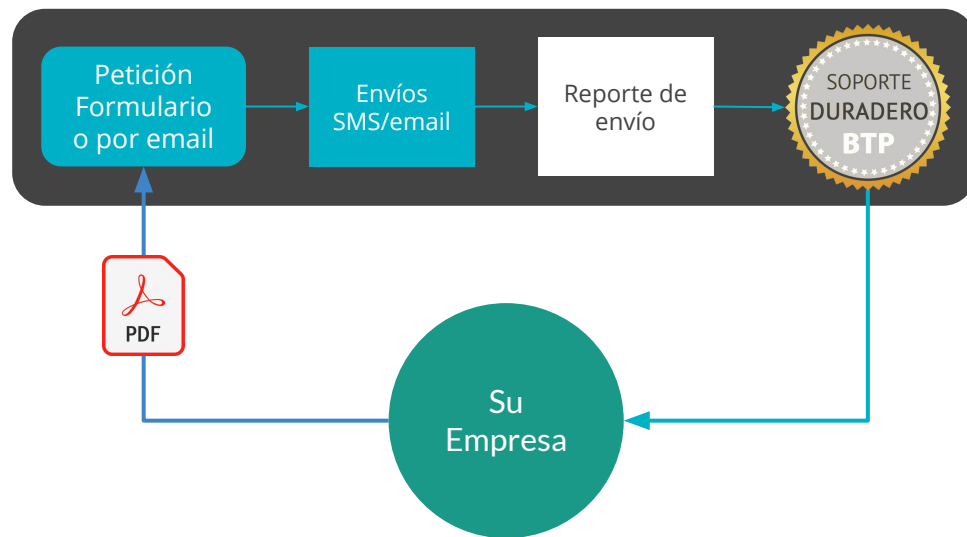 Petición
Formulario
o por email
Envíos
SMS/email
Reporte de
envío
SOPORTE
DURADERO
BTP
PDF
Su
Empresa